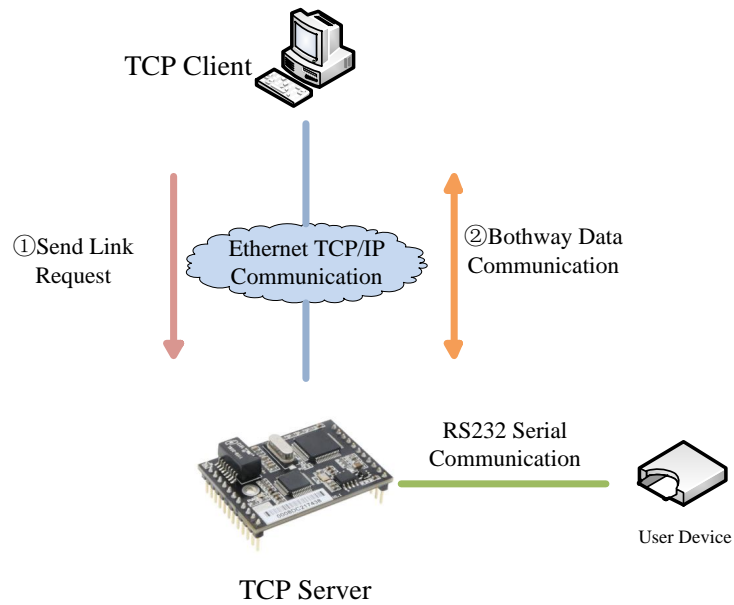 TCP Client
①Send Link
Request
Ethernet TCP/IP
Communication
②Bothway Data
Communication
RS232 Serial
Communication
User Device
TCP Server